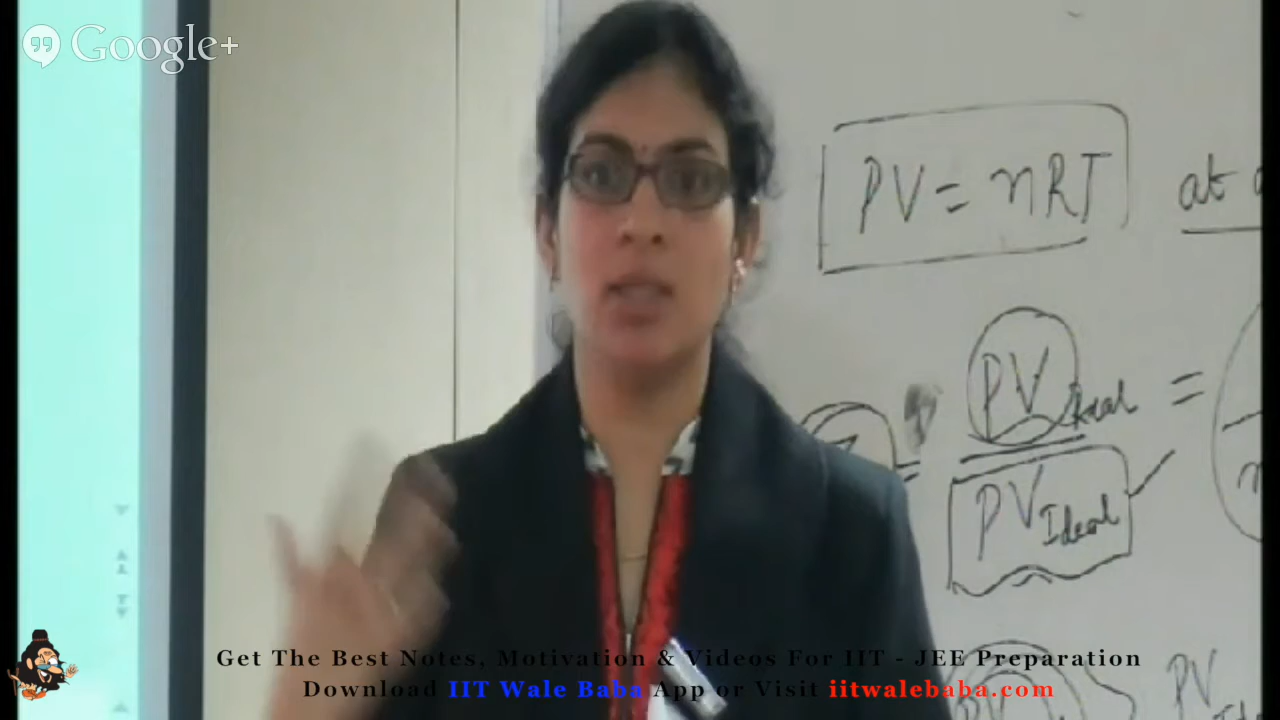 Google+
PV = nRT at
Z = PV Real =
PV Ideal
PV
Get The Best Notes, Motivation & Videos For IIT - JEE Preparation
Download IIT Wale Baba App or Visit iitwalebaba.com